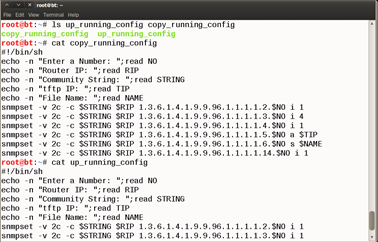 root@bt: ~
File Edit View Terminal Help
root@bt:~# ls up_running_config copy_running_config
copy_running_config up_running_config
root@bt:~# cat copy_running_config
#!/bin/sh
echo -n "Enter a Number: ";read NO
echo -n "Router IP: ";read RIP
echo -n "Community String: ";read STRING
echo -n "tftp IP: ";read TIP
echo -n "File Name: ";read NAME
snmpset -v 2c -c $STRING $RIP 1.3.6.1.4.1.9.9.96.1.1.1.1.2.$NO i 1
snmpset -v 2c -c $STRING $RIP 1.3.6.1.4.1.9.9.96.1.1.1.1.3.$NO i 4
snmpset -v 2c -c $STRING $RIP 1.3.6.1.4.1.9.9.96.1.1.1.1.4.$NO i 1
snmpset -v 2c -c $STRING $RIP 1.3.6.1.4.1.9.9.96.1.1.1.1.5.$NO a $TIP
snmpset -v 2c -c $STRING $RIP 1.3.6.1.4.1.9.9.96.1.1.1.1.6.$NO s $NAME
snmpset -v 2c -c $STRING $RIP 1.3.6.1.4.1.9.9.96.1.1.1.1.14.$NO i 1
root@bt:~# cat up_running_config
#!/bin/sh
echo -n "Enter a Number: ";read NO
echo -n "Router IP: ";read RIP
echo -n "Community String: ";read STRING
echo -n "tftp IP: ";read TIP
echo -n "File Name: ";read NAME
snmpset -v 2c -c $STRING $RIP 1.3.6.1.4.1.9.9.96.1.1.1.1.2.$NO i 1
snmpset -v 2c -c $STRING $RIP 1.3.6.1.4.1.9.9.96.1.1.1.1.3.$NO i 1